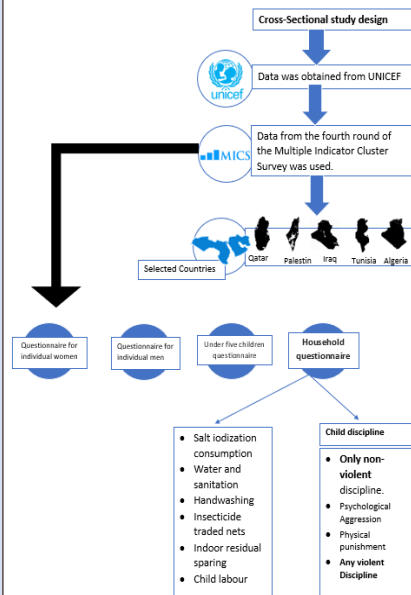 Cross-Sectional study design
unicef
Data was obtained from UNICEF
MICS
Data from the fourth round of
the Multiple Indicator Cluster
Survey was used.
Qatar
Palestin
Iraq
Tunisia
Algeria
Selected Countries
Questionnaire for
individual women
Questionnaire for
individual men
Under five children
questionnaire
Household
questionnaire
• Salt iodization
consumption
• Water and
sanitation
• Handwashing
• Insecticide
traded nets
• Indoor residual
sparing
• Child labour
Child discipline
• Only non-
violent
discipline.
• Psychological
Aggression
• Physical
punishment
• Any violent
Discipline